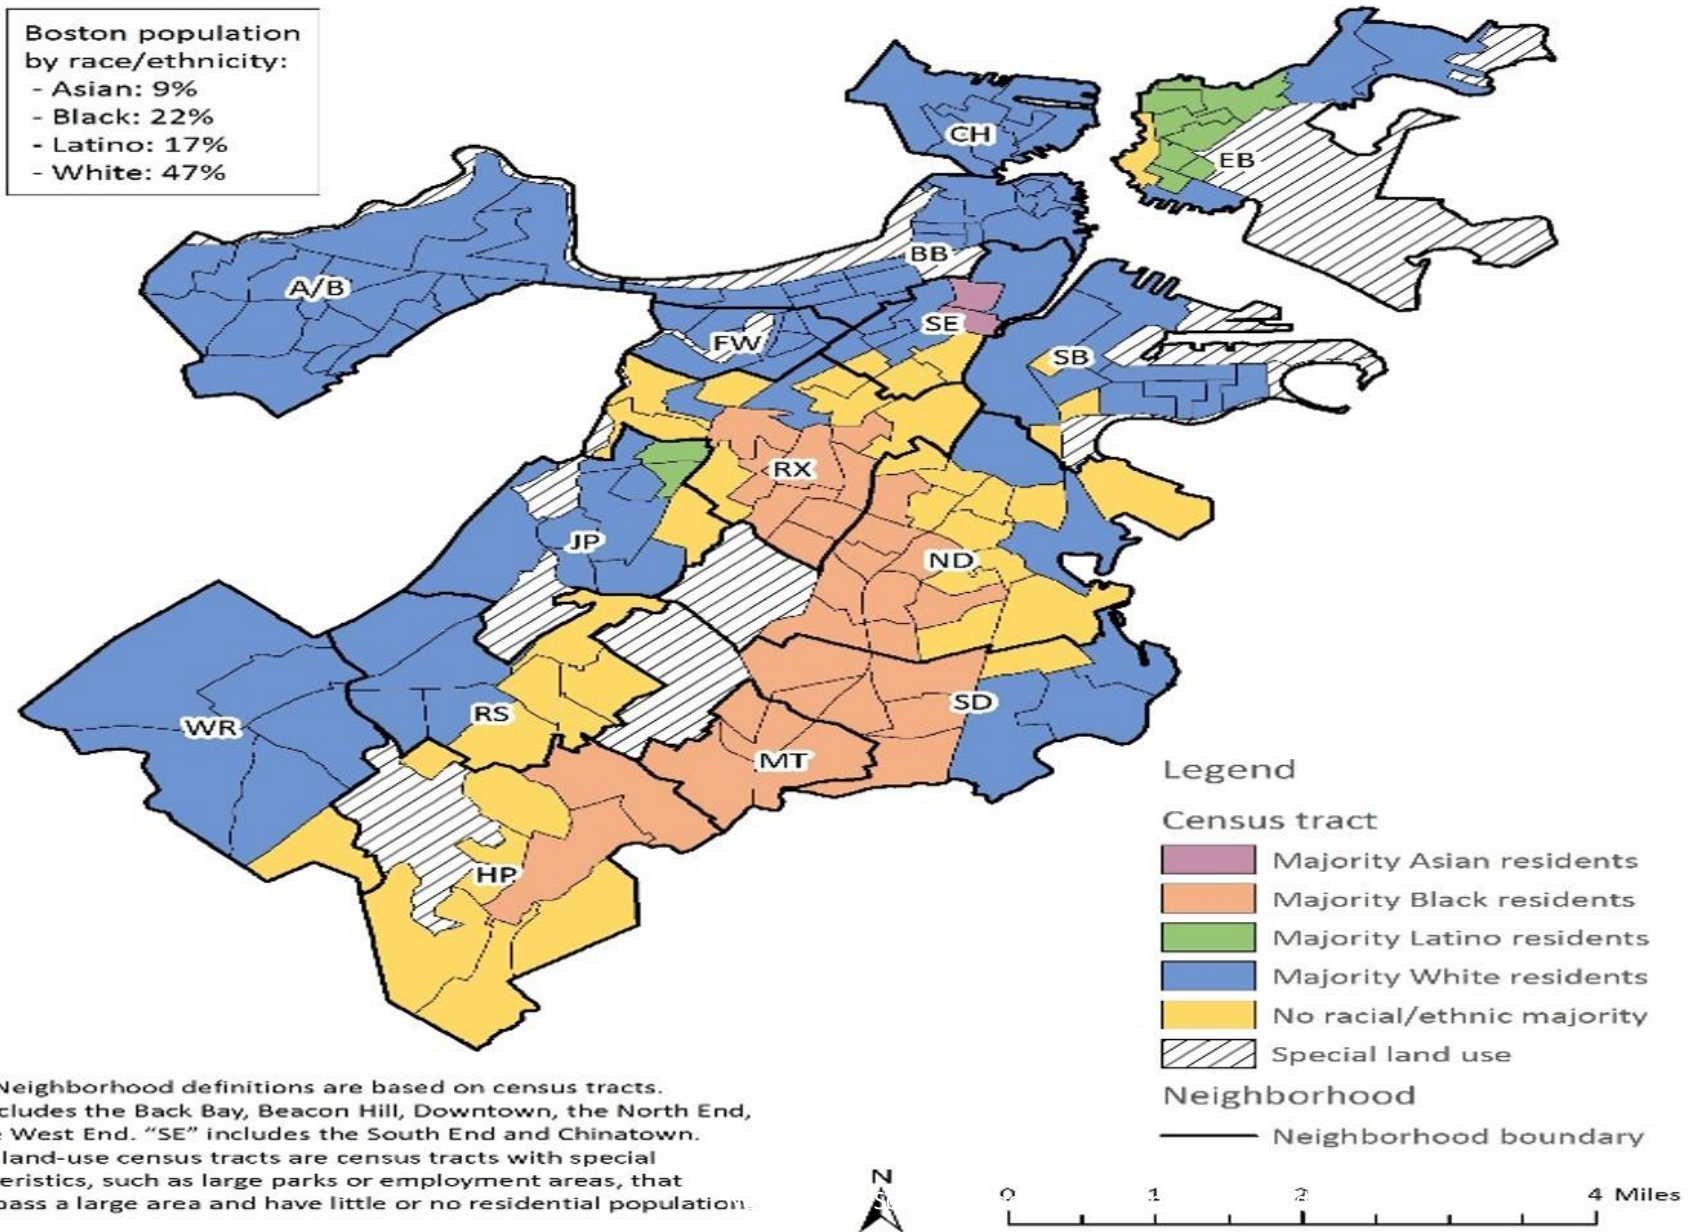 Boston population
by race/ethnicity:
- Asian: 9%
- Black: 22%
- Latino: 17%
- White: 47%
CH
EB
BB
A/B
SE
FW
SB
RX
JP
ND
WR
RS
SD
MT
HP
Legend
Census tract
Majority Asian residents
Majority Black residents
Majority Latino residents
Majority White residents
No racial/ethnic majority
Special land use
Neighborhood
Neighborhood boundary
Neighborhood definitions are based on census tracts.
cludes the Back Bay, Beacon Hill, Downtown, the North End,
West End. “SE” includes the South End and Chinatown.
land-use census tracts are census tracts with special
eristics, such as large parks or employment areas, that
pass a large area and have little or no residential population.
N
0 1 2 4 Miles